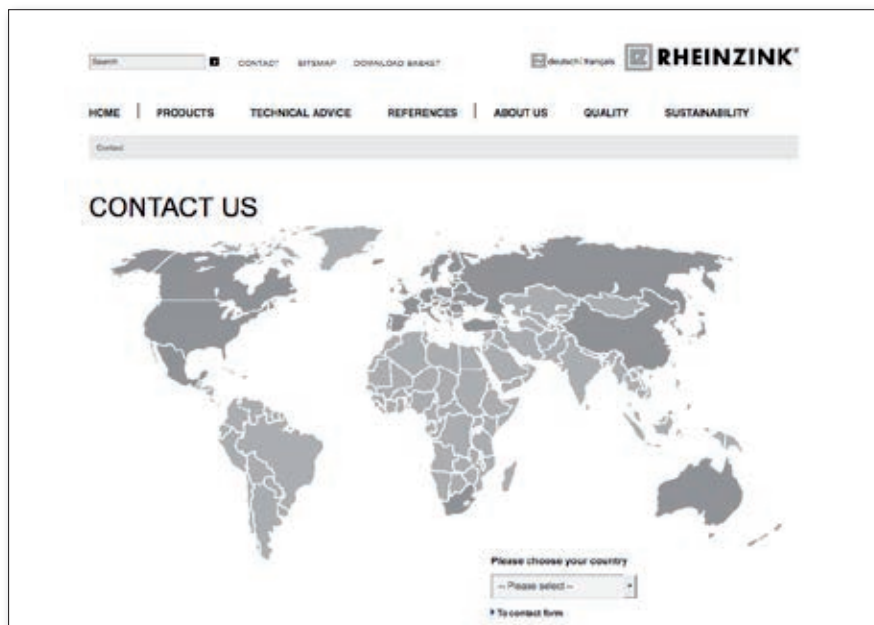 Search
CONTACT SITEMAP DOWNLOAD BASKET
deutsch français
RHEINZINK®
HOME PRODUCTS TECHNICAL ADVICE REFERENCES ABOUT US QUALITY SUSTAINABILITY
Contact
CONTACT US
Please choose your country
-- Please select --
To contact form